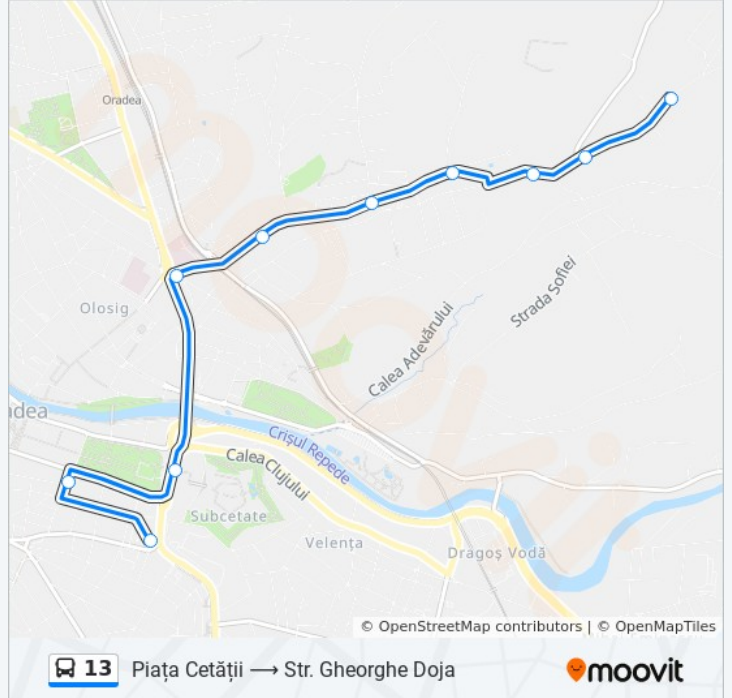 Oradea
Olosig
Strada Sofiei
Calea Adevărului
adea
Crișul Repede
Calea Clujului
Subcetate
Velența
Dragoș Vodă
moovit
© OpenStreetMap contributors | © OpenMapTiles
13 Piața Cetății ⟶ Str. Gheorghe Doja
moovit